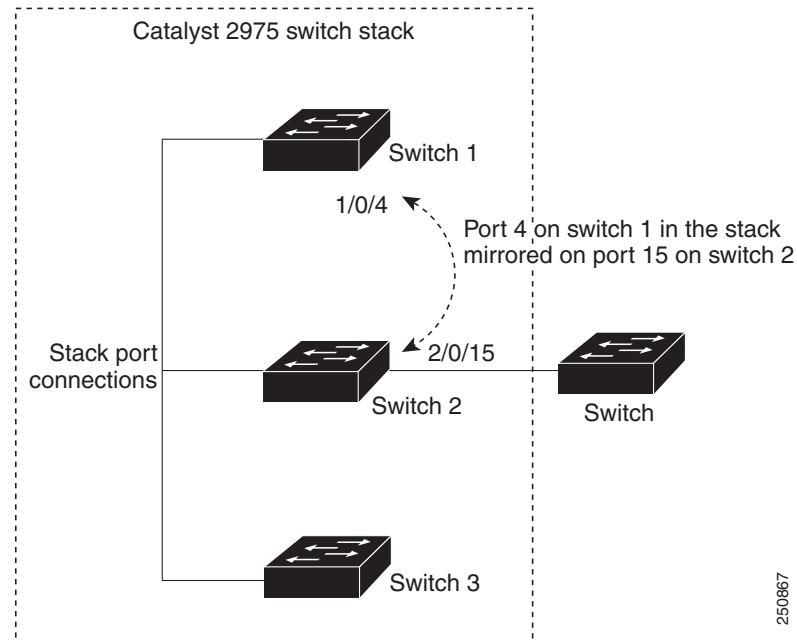 Catalyst 2975 switch stack
Switch 1
1/0/4
Port 4 on switch 1 in the stack
mirrored on port 15 on switch 2
Stack port
connections
2/0/15
Switch 2
Switch
Switch 3
250867